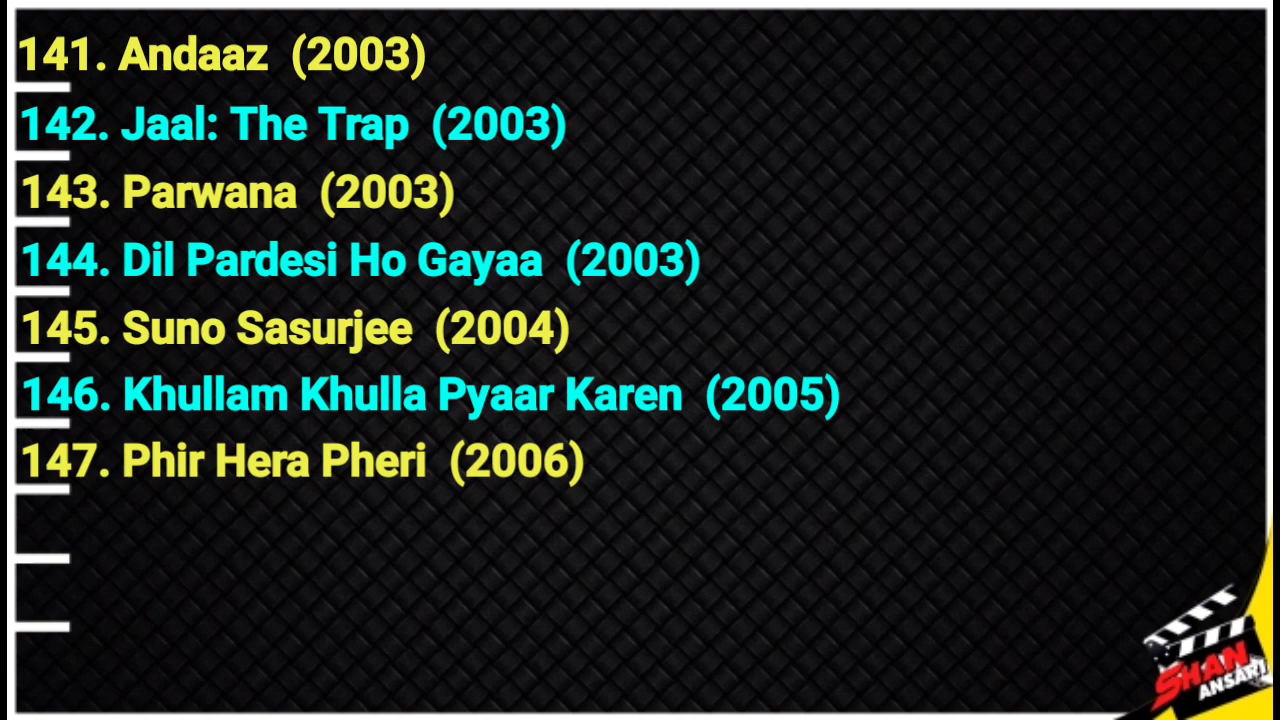 141. Andaaz (2003)
142. Jaal: The Trap (2003)
143. Parwana (2003)
144. Dil Pardesi Ho Gayaa (2003)
145. Suno Sasurjee (2004)
146. Khullam Khulla Pyaar Karen (2005)
147. Phir Hera Pheri (2006)
SHAN
ANSARI